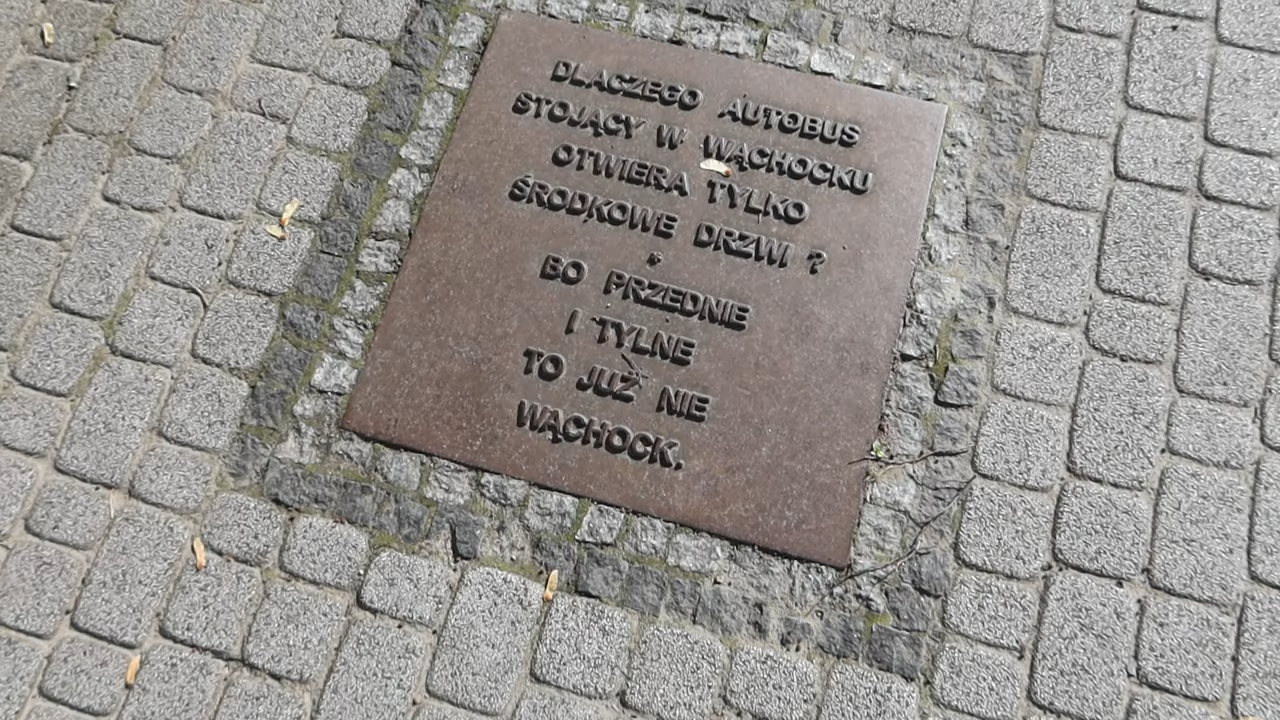 DLACZEGO AUTOBUS
STOJĄCY W WĄCHOCKU
OTWIERA TYLKO
ŚRODKOWE DRZWI ?
BO PRZEDNIE
I TYLNE
TO JUŻ NIE
WĄCHOCK.